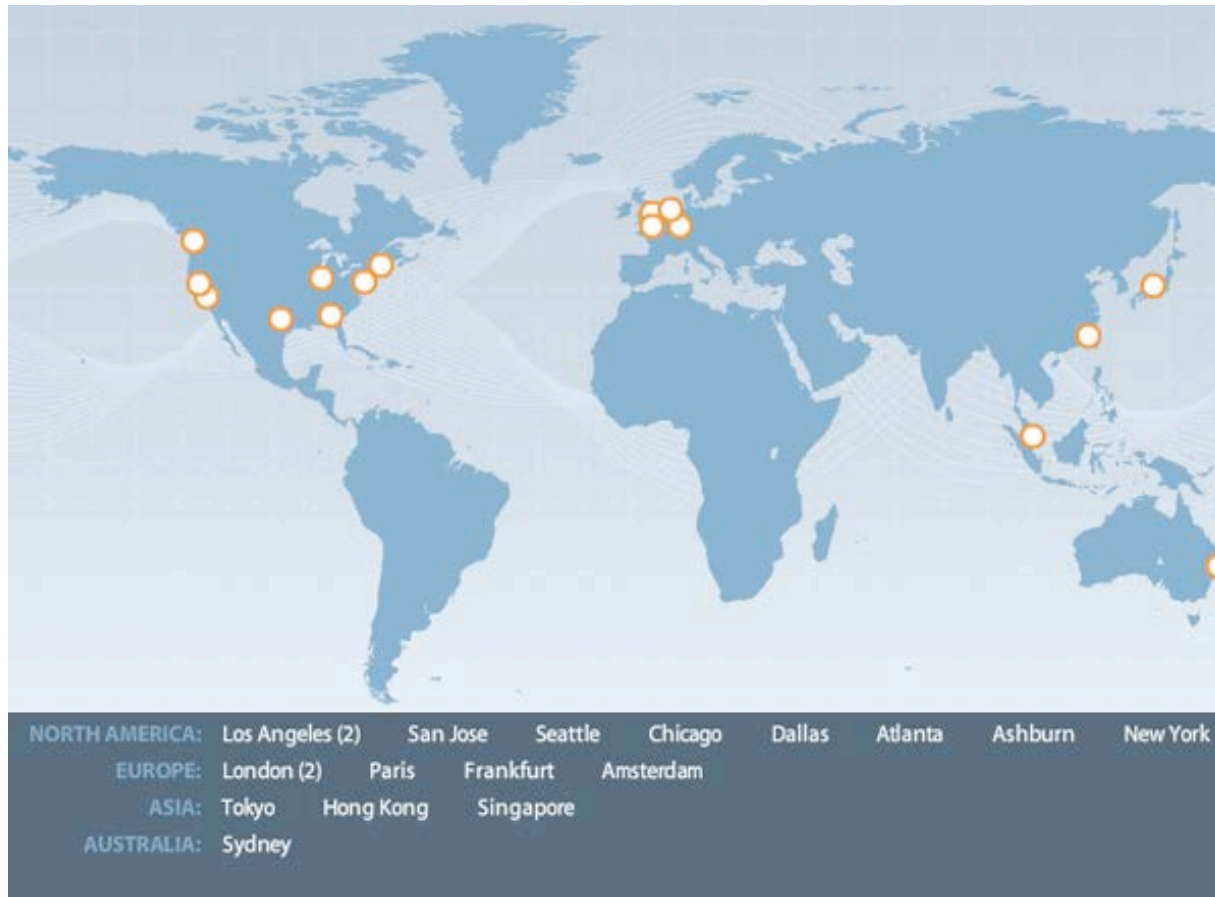 NORTH AMERICA: Los Angeles (2) San Jose Seattle Chicago Dallas Atlanta Ashburn New York
EUROPE: London (2) Paris Frankfurt Amsterdam
ASIA: Tokyo Hong Kong Singapore
AUSTRALIA: Sydney